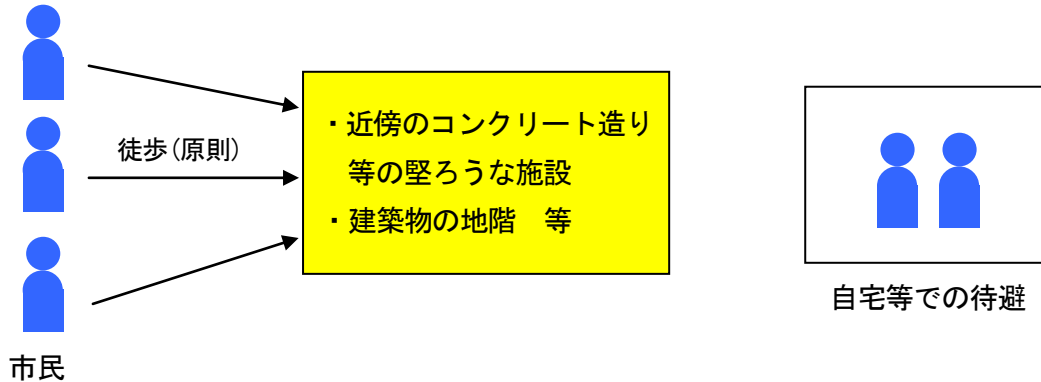 徒歩(原則)
・近傍のコンクリート造り
等の堅ろうな施設
・建築物の地階　等
自宅等での待避
市民